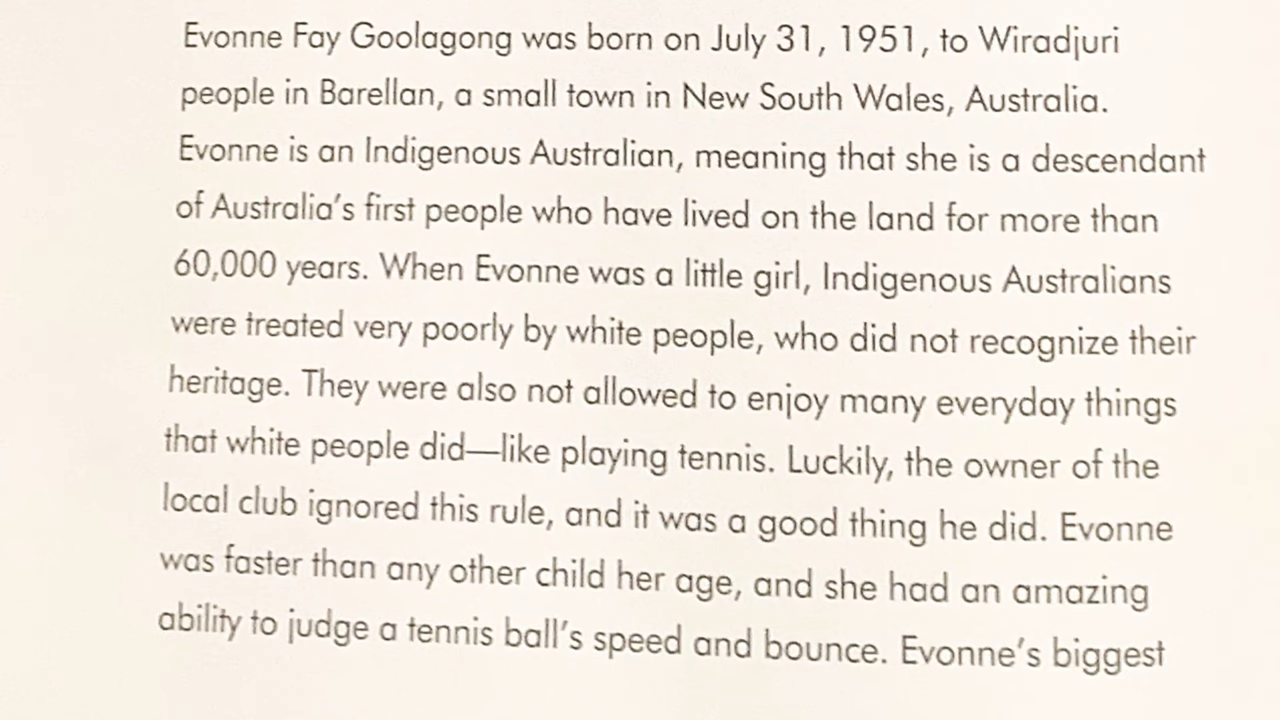 Evonne Fay Goolagong was born on July 31, 1951, to Wiradjuri
people in Barellan, a small town in New South Wales, Australia.
Evonne is an Indigenous Australian, meaning that she is a descendant
of Australia’s first people who have lived on the land for more than
60,000 years. When Evonne was a little girl, Indigenous Australians
were treated very poorly by white people, who did not recognize their
heritage. They were also not allowed to enjoy many everyday things
that white people did—like playing tennis. Luckily, the owner of the
local club ignored this rule, and it was a good thing he did. Evonne
was faster than any other child her age, and she had an amazing
ability to judge a tennis ball’s speed and bounce. Evonne’s biggest